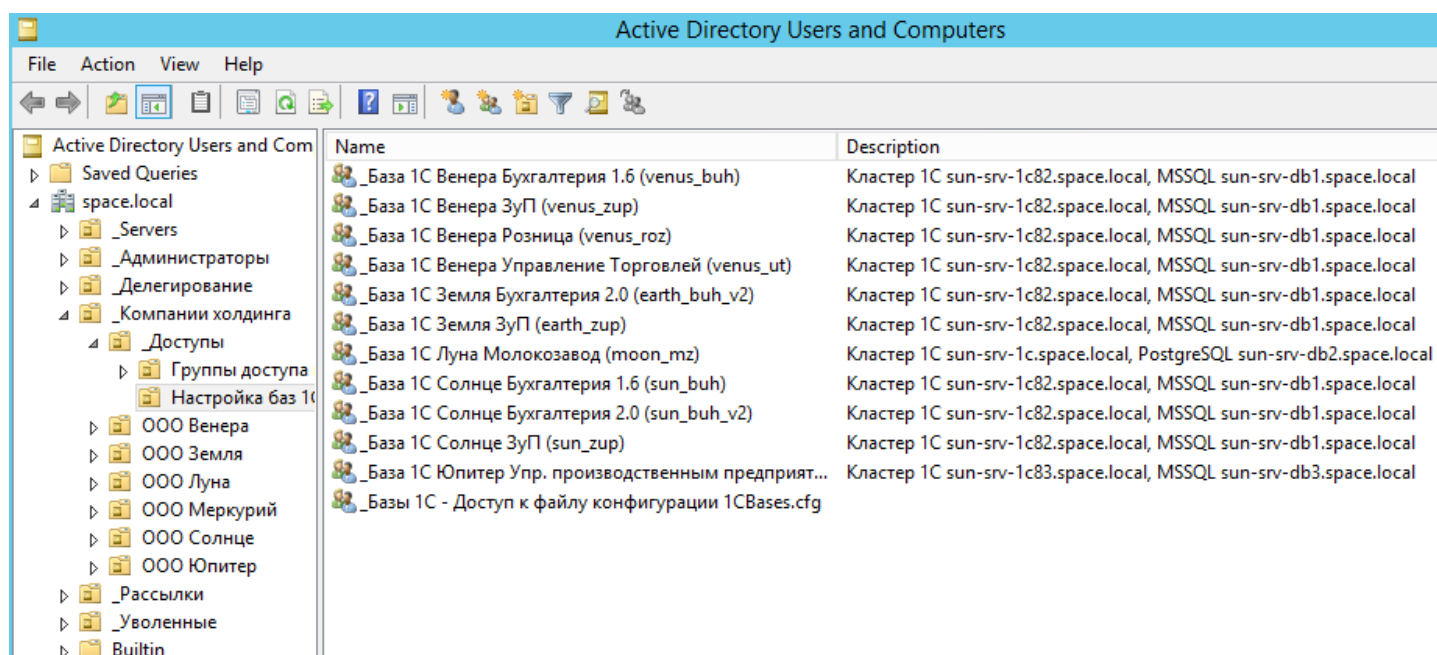 Active Directory Users and Computers
File Action View Help
Active Directory Users and Com
Saved Queries
space.local
_Servers
_Администраторы
_Делегирование
_Компании холдинга
_Доступы
Группы доступа
Настройка баз 1С
ООО Венера
ООО Земля
ООО Луна
ООО Меркурий
ООО Солнце
ООО Юпитер
_Рассылки
_Уволенные
Builtin
Name Description
_База 1С Венера Бухгалтерия 1.6 (venus_buh) Кластер 1С sun-srv-1c82.space.local, MSSQL sun-srv-db1.space.local
_База 1С Венера ЗуП (venus_zup) Кластер 1С sun-srv-1c82.space.local, MSSQL sun-srv-db1.space.local
_База 1С Венера Розница (venus_roz) Кластер 1С sun-srv-1c82.space.local, MSSQL sun-srv-db1.space.local
_База 1С Венера Управление Торговлей (venus_ut) Кластер 1С sun-srv-1c82.space.local, MSSQL sun-srv-db1.space.local
_База 1С Земля Бухгалтерия 2.0 (earth_buh_v2) Кластер 1С sun-srv-1c82.space.local, MSSQL sun-srv-db1.space.local
_База 1С Земля ЗуП (earth_zup) Кластер 1С sun-srv-1c82.space.local, MSSQL sun-srv-db1.space.local
_База 1С Луна Молокозавод (moon_mz) Кластер 1С sun-srv-1c.space.local, PostgreSQL sun-srv-db2.space.local
_База 1С Солнце Бухгалтерия 1.6 (sun_buh) Кластер 1С sun-srv-1c82.space.local, MSSQL sun-srv-db1.space.local
_База 1С Солнце Бухгалтерия 2.0 (sun_buh_v2) Кластер 1С sun-srv-1c82.space.local, MSSQL sun-srv-db1.space.local
_База 1С Солнце ЗуП (sun_zup) Кластер 1С sun-srv-1c82.space.local, MSSQL sun-srv-db1.space.local
_База 1С Юпитер Упр. производственным предприят... Кластер 1С sun-srv-1c83.space.local, MSSQL sun-srv-db3.space.local
_Базы 1С - Доступ к файлу конфигурации 1CBases.cfg